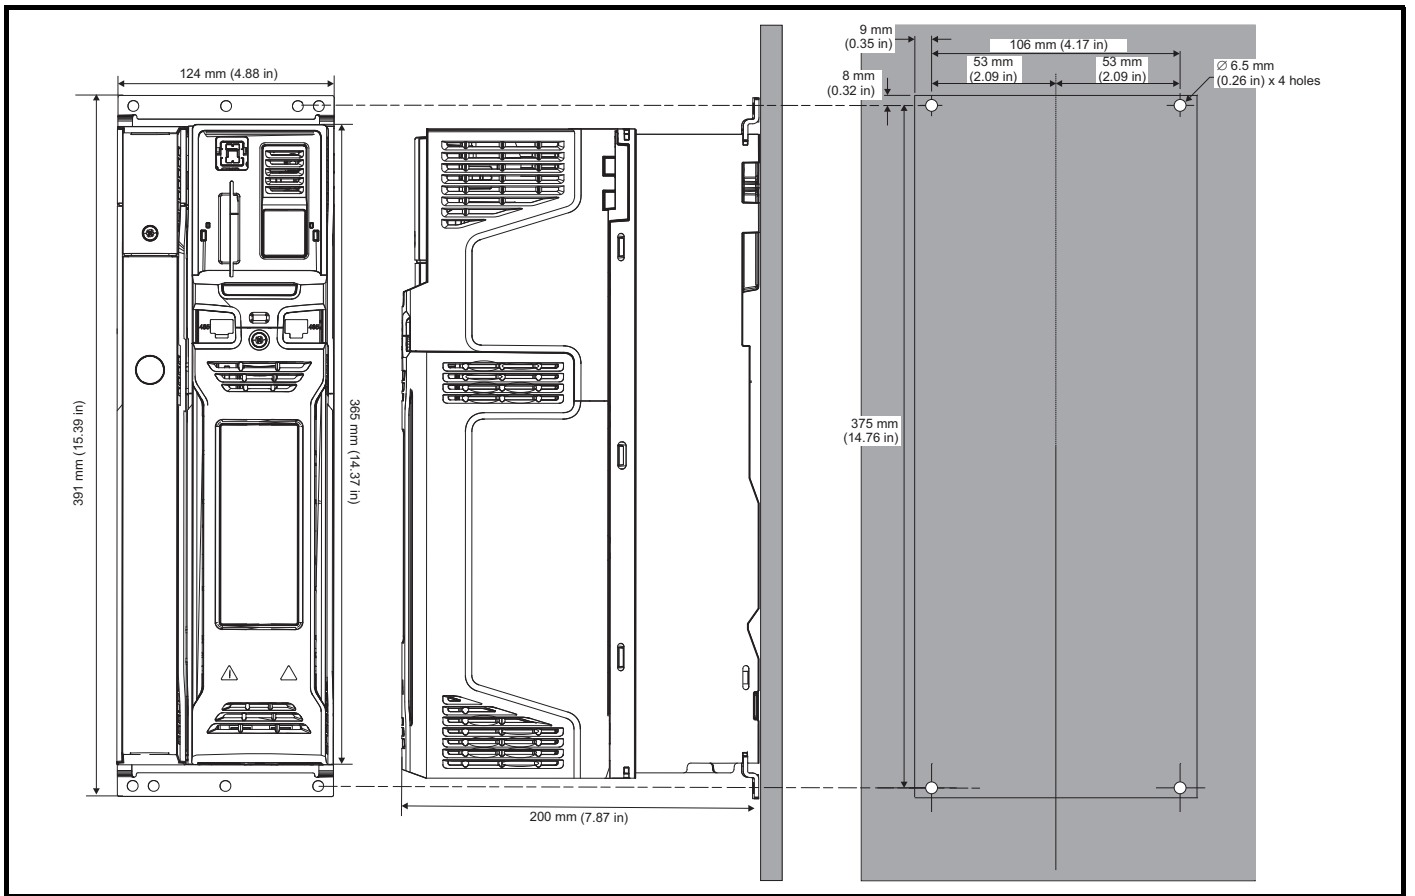 9 mm
(0.35 in)
106 mm (4.17 in)
53 mm
(2.09 in)
53 mm
(2.09 in)
∅ 6.5 mm
(0.26 in) x 4 holes
124 mm (4.88 in)
8 mm
(0.32 in)
391 mm (15.39 in)
365 mm (14.37 in)
375 mm
(14.76 in)
200 mm (7.87 in)